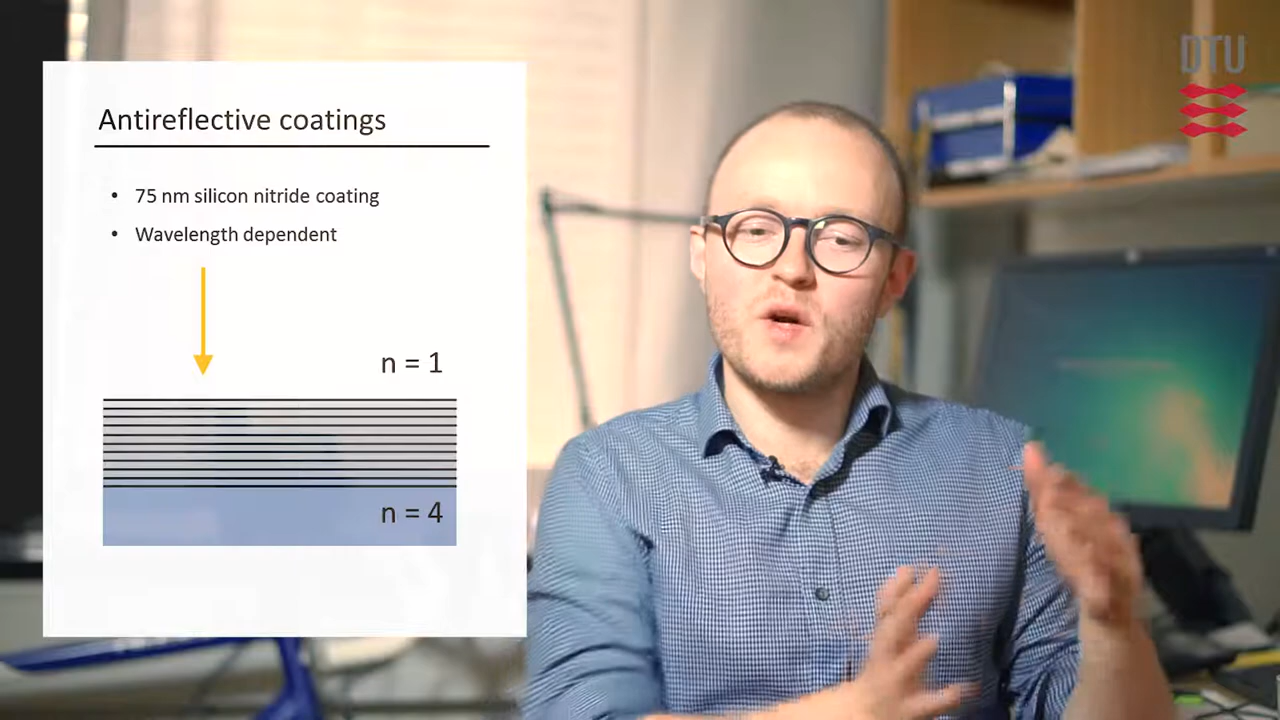 Antireflective coatings
• 75 nm silicon nitride coating
• Wavelength dependent
n = 1
n = 4
DTU